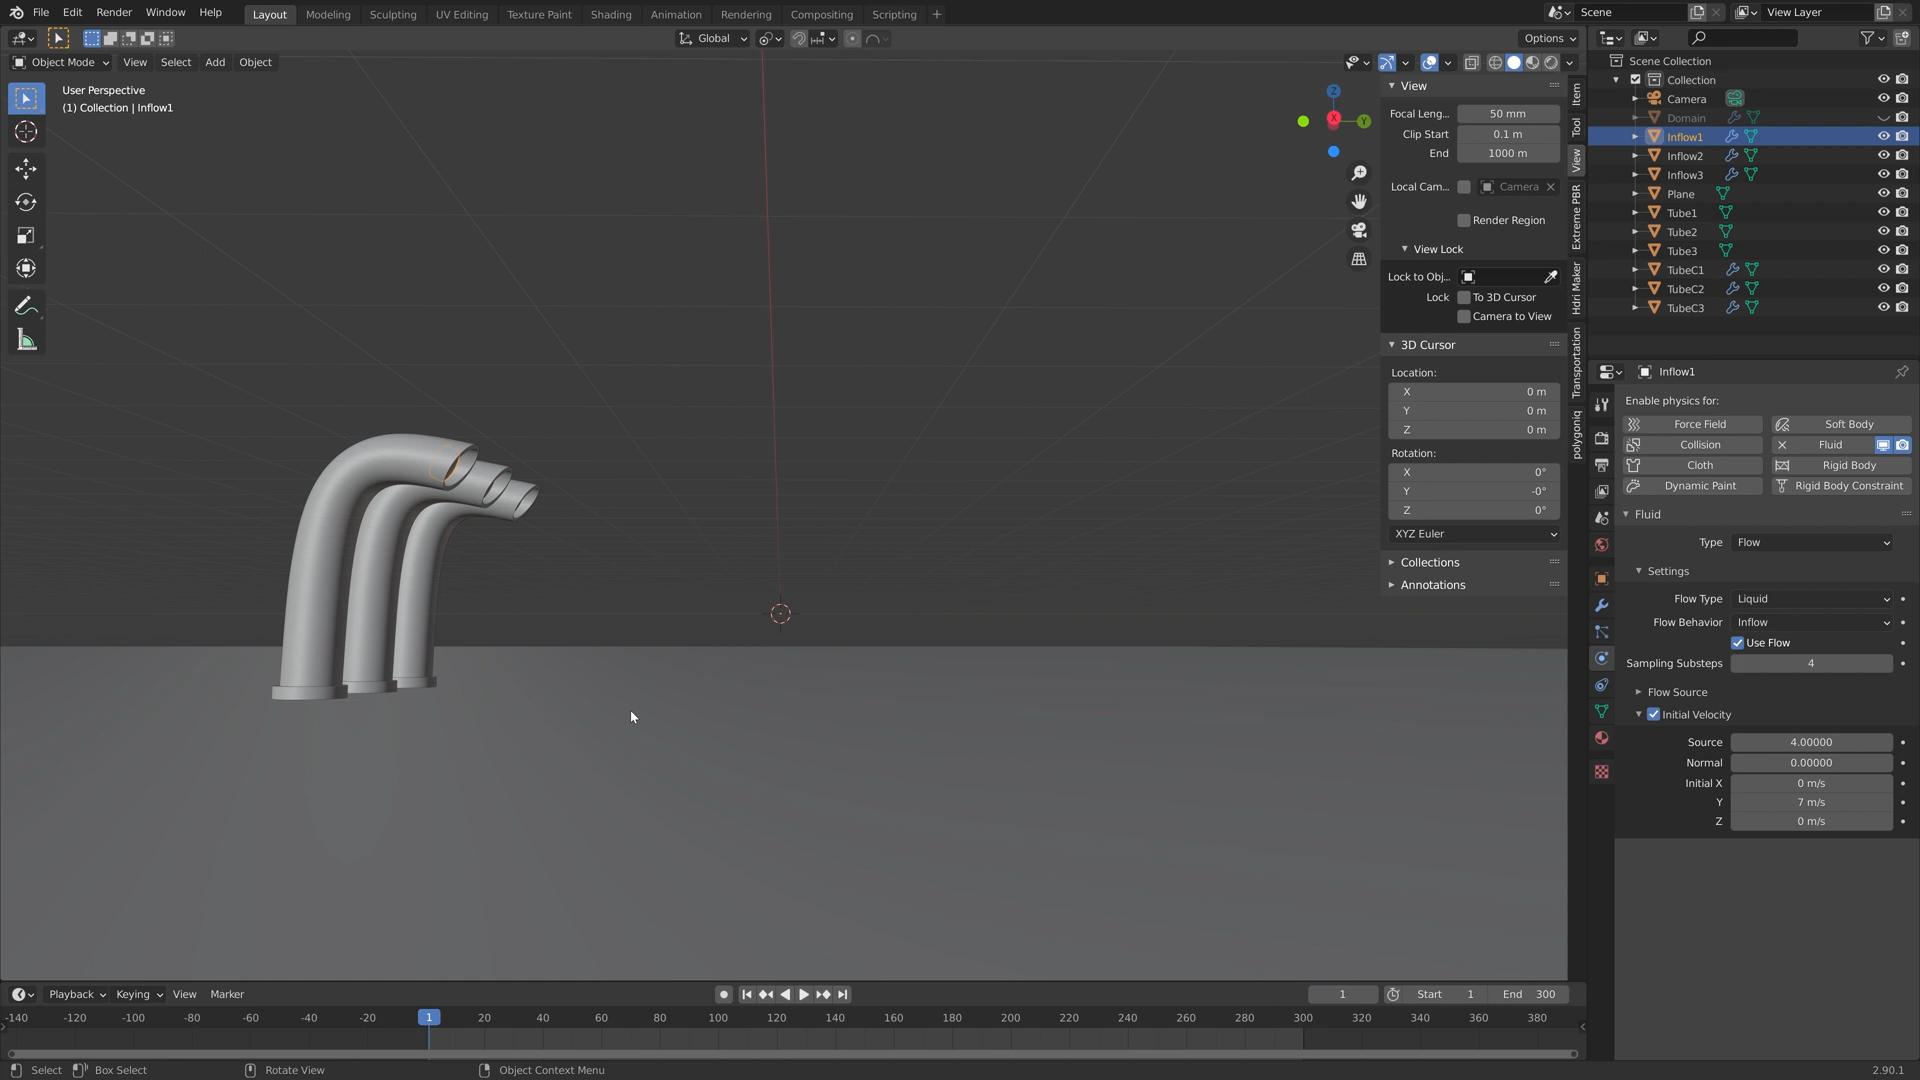 File Edit Render Window Help Layout Modeling Sculpting UV Editing Texture Paint Shading Animation Rendering Compositing Scripting + Scene View Layer
Global Options
Object Mode View Select Add Object
User Perspective
(1) Collection | Inflow1
Z
X
Y
View
Focal Leng... 50 mm
Clip Start 0.1 m
End 1000 m
Local Cam... Camera
Render Region
View Lock
Lock to Obj...
Lock To 3D Cursor
Camera to View
3D Cursor
Location:
X 0 m
Y 0 m
Z 0 m
Rotation:
X 0°
Y -0°
Z 0°
XYZ Euler
Collections
Annotations
Item
Tool
View
Extreme PBR
Hdri Maker
Transportation
polygoniq
Scene Collection
Collection
Camera
Domain
Inflow1
Inflow2
Inflow3
Plane
Tube1
Tube2
Tube3
TubeC1
TubeC2
TubeC3
Inflow1
Enable physics for:
Force Field Soft Body
Collision Fluid
Cloth Rigid Body
Dynamic Paint Rigid Body Constraint
Fluid
Type Flow
Settings
Flow Type Liquid
Flow Behavior Inflow
Use Flow
Sampling Substeps 4
Flow Source
Initial Velocity
Source 4.00000
Normal 0.00000
Initial X 0 m/s
Y 7 m/s
Z 0 m/s
Playback Keying View Marker 1 Start 1 End 300
-140 -120 -100 -80 -60 -40 -20 1 20 40 60 80 100 120 140 160 180 200 220 240 260 280 300 320 340 360 380
Select Box Select Rotate View Object Context Menu 2.90.1